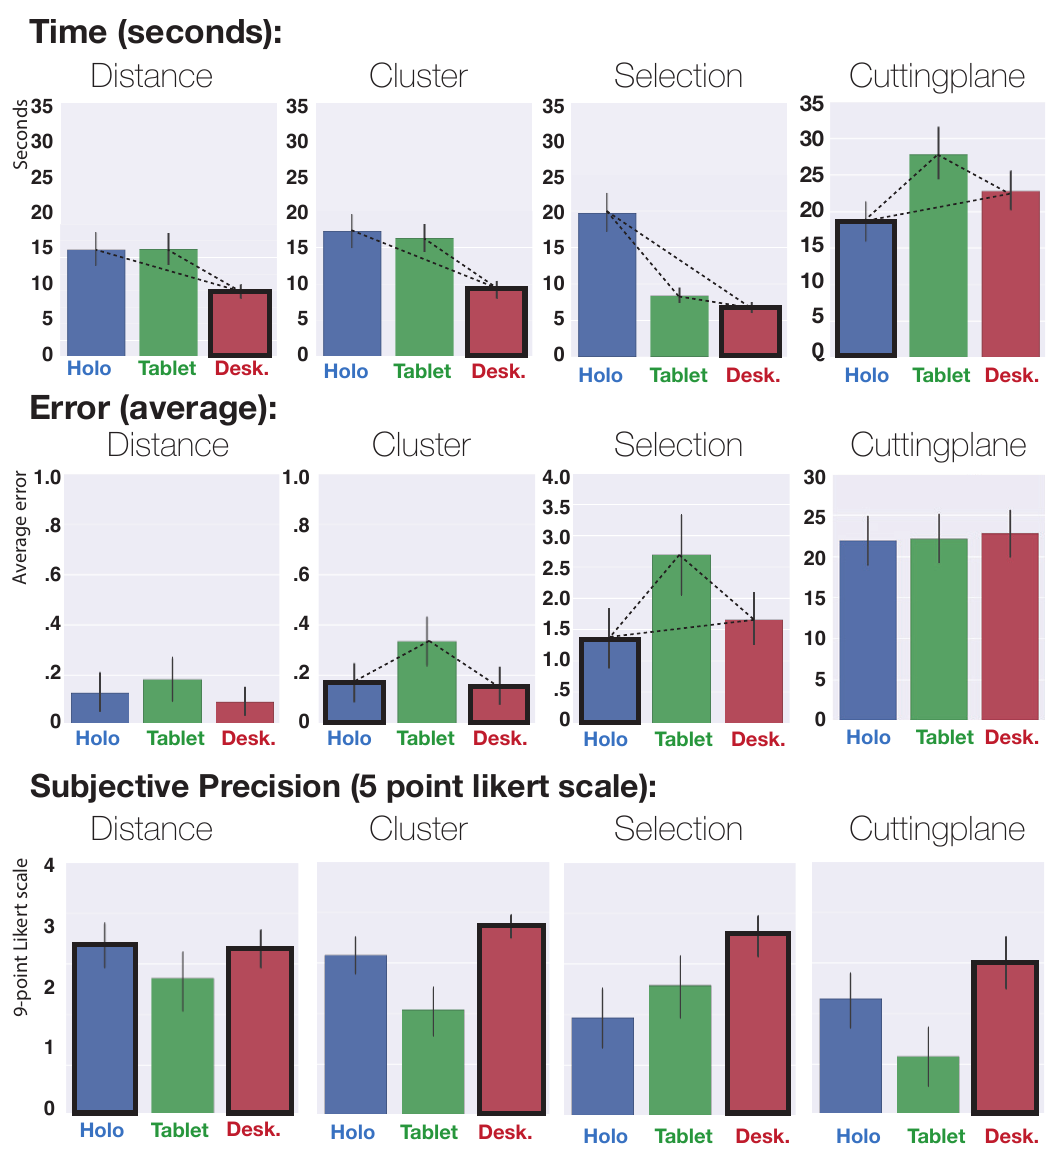 Time (seconds):
Distance Cluster Selection Cuttingplane
Seconds
35 30 25 20 15 10 5 0
35 30 25 20 15 10 5 0
35 30 25 20 15 10 5 0
35 30 25 20 15 10 5 0
Holo Tablet Desk. Holo Tablet Desk. Holo Tablet Desk. Holo Tablet Desk.
Error (average):
Distance Cluster Selection Cuttingplane
Average error
1.0 .8 .6 .4 .2 0
1.0 .8 .6 .4 .2 0
4.0 3.5 3.0 2.5 2.0 1.5 1.0 .5 0
30 25 20 15 10 5 0
Holo Tablet Desk. Holo Tablet Desk. Holo Tablet Desk. Holo Tablet Desk.
Subjective Precision (5 point likert scale):
Distance Cluster Selection Cuttingplane
9-point Likert scale
4 3 2 1 0
Holo Tablet Desk. Holo Tablet Desk. Holo Tablet Desk. Holo Tablet Desk.